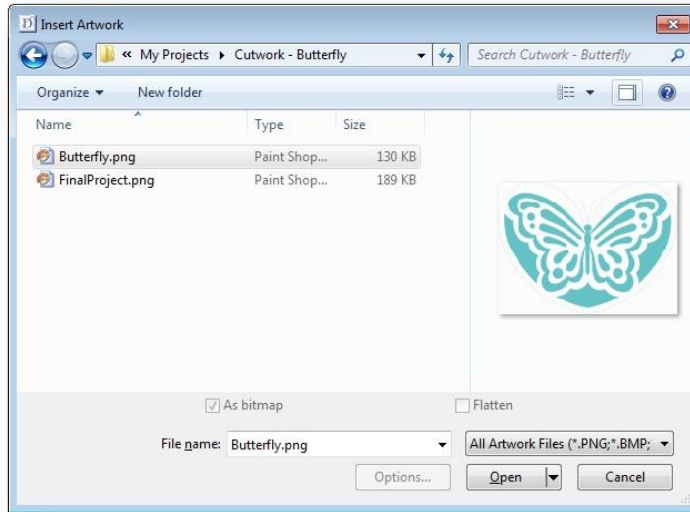 Insert Artwork
« My Projects Cutwork - Butterfly Search Cutwork - Butterfly
Organize New folder
Name Type Size
Butterfly.png Paint Shop... 130 KB
FinalProject.png Paint Shop... 189 KB
As bitmap Flatten
File name: Butterfly.png All Artwork Files (*.PNG;*.BMP;
Options... Open Cancel